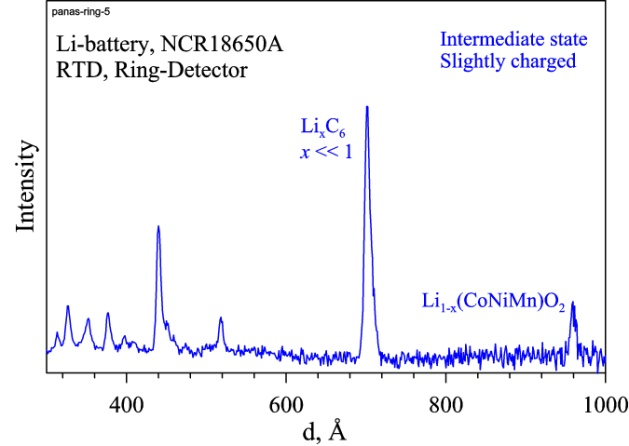 panas-ring-5
Li-battery, NCR18650A
RTD, Ring-Detector
Intermediate state
Slightly charged
LiₓC₆
x << 1
Li₁₋ₓ(CoNiMn)O₂
Intensity
400 600 800 1000
d, Å